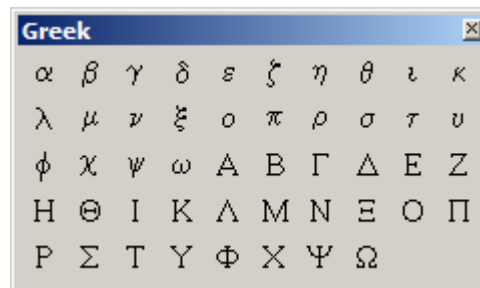 Greek
α β γ δ ε ζ η θ ι κ
λ μ ν ξ ο π ρ σ τ υ
φ χ ψ ω Α Β Γ Δ Ε Ζ
Η Θ Ι Κ Λ Μ Ν Ξ Ο Π
Ρ Σ Τ Υ Φ Χ Ψ Ω